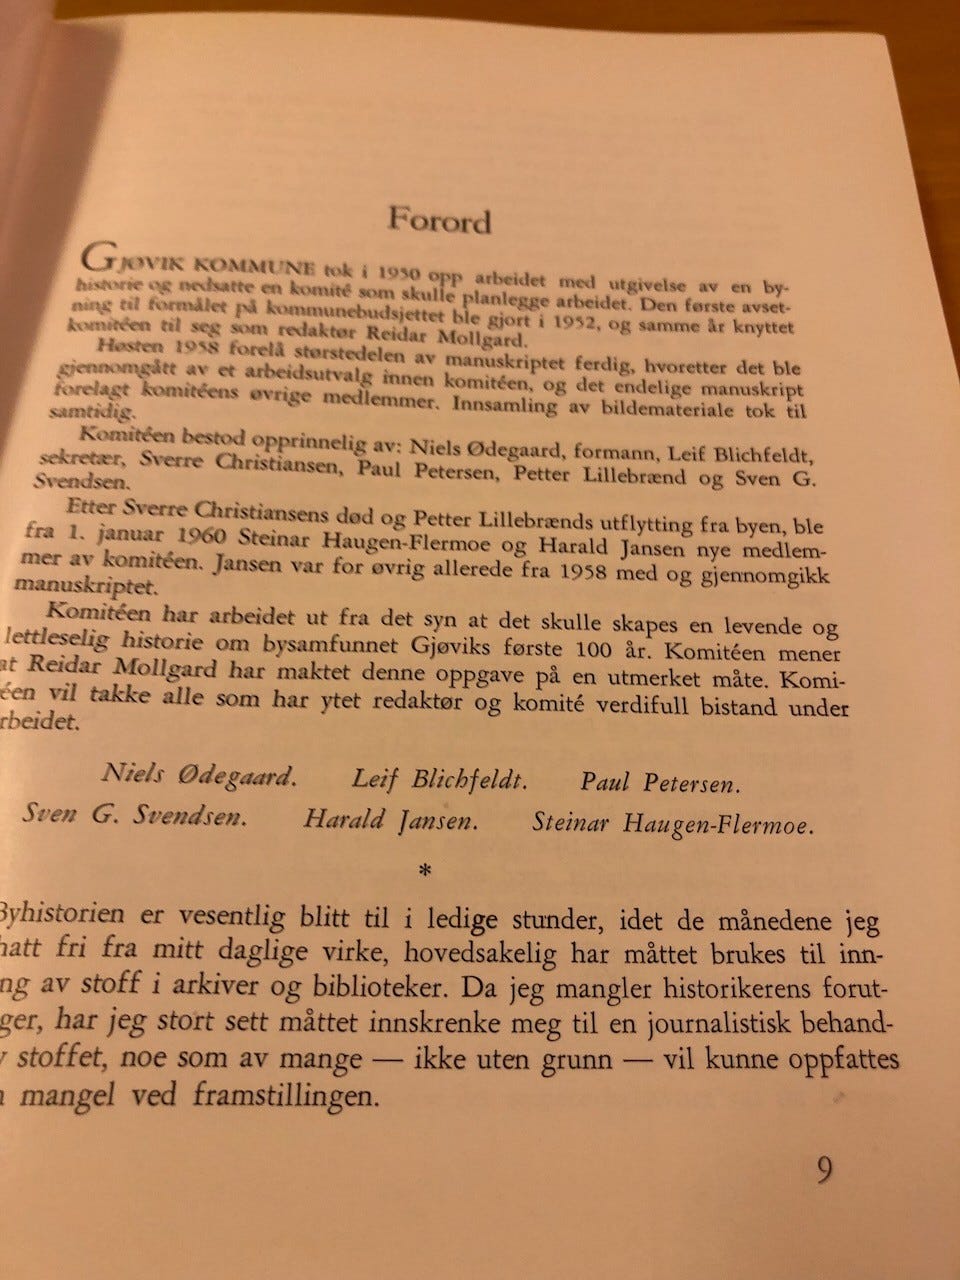 Forord
GJØVIK KOMMUNE tok i 1950 opp arbeidet med utgivelse av en by-
historie og nedsatte en komité som skulle planlegge arbeidet. Den første avset-
ning til formålet på kommunebudsjettet ble gjort i 1952, og samme år knyttet
komitéen til seg som redaktør Reidar Mollgard.
Høsten 1958 forelå størstedelen av manuskriptet ferdig, hvoretter det ble
gjennomgått av et arbeidsutvalg innen komitéen, og det endelige manuskript
forelagt komitéens øvrige medlemmer. Innsamling av bildemateriale tok til
samtidig.
Komitéen bestod opprinnelig av: Niels Ødegaard, formann, Leif Blichfeldt,
sekretær, Sverre Christiansen, Paul Petersen, Petter Lillebrænd og Sven G.
Svendsen.
Etter Sverre Christiansens død og Petter Lillebrænds utflytting fra byen, ble
fra 1. januar 1960 Steinar Haugen-Flermoe og Harald Jansen nye medlem-
mer av komitéen. Jansen var for øvrig allerede fra 1958 med og gjennomgikk
manuskriptet.
Komitéen har arbeidet ut fra det syn at det skulle skapes en levende og
lettleselig historie om bysamfunnet Gjøviks første 100 år. Komitéen mener
at Reidar Mollgard har maktet denne oppgave på en utmerket måte. Komi-
téen vil takke alle som har ytet redaktør og komité verdifull bistand under
rbeidet.
Niels Ødegaard. Leif Blichfeldt. Paul Petersen.
Sven G. Svendsen. Harald Jansen. Steinar Haugen-Flermoe.
*
Byhistorien er vesentlig blitt til i ledige stunder, idet de månedene jeg
hatt fri fra mitt daglige virke, hovedsakelig har måttet brukes til inn-
ng av stoff i arkiver og biblioteker. Da jeg mangler historikerens forut-
ger, har jeg stort sett måttet innskrenke meg til en journalistisk behand-
stoffet, noe som av mange — ikke uten grunn — vil kunne oppfattes
mangel ved framstillingen.
9